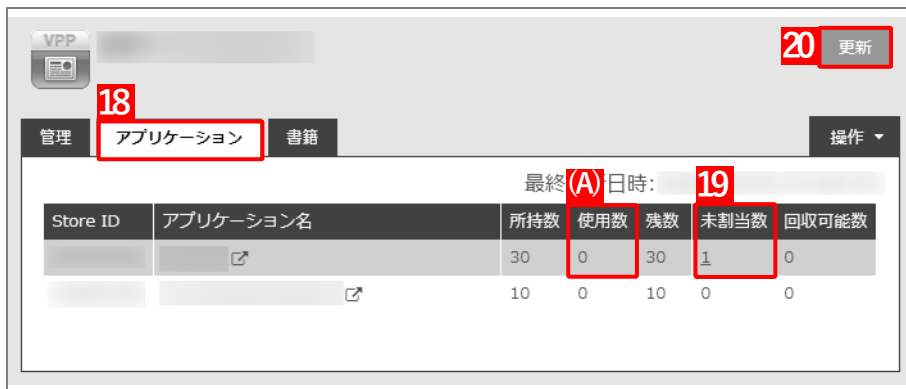 VPP
20 更新
18
管理 アプリケーション 書籍 操作 ▼
最終 (A) 日時: 19
Store ID アプリケーション名 所持数 使用数 残数 未割当数 回収可能数
30 0 30 1 0
10 0 10 0 0